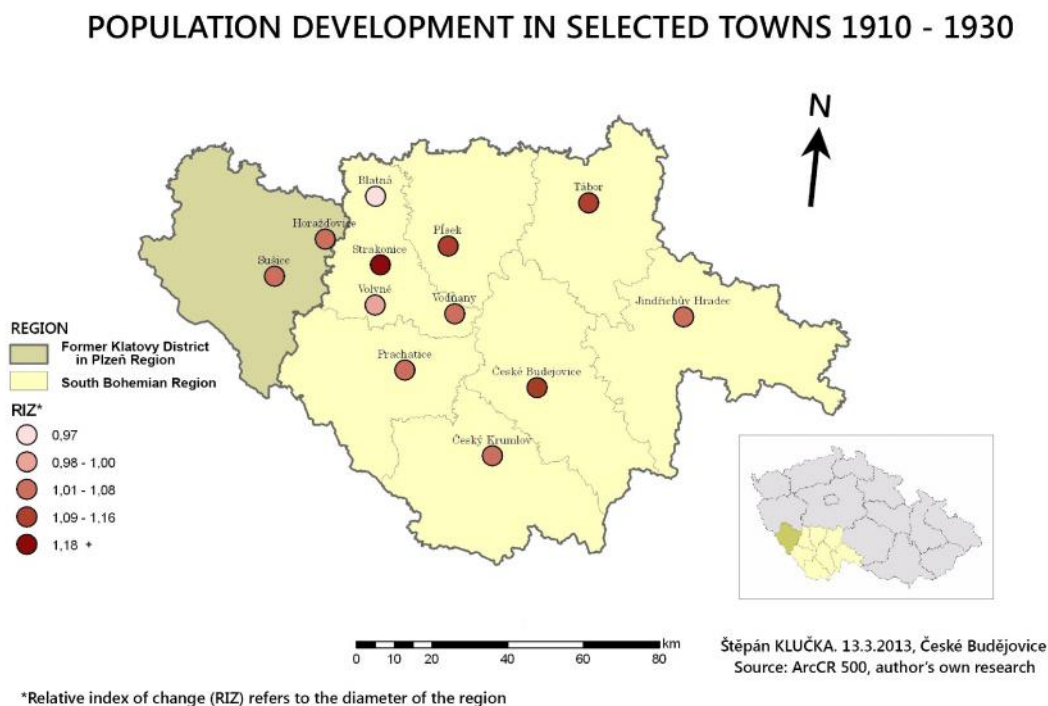 POPULATION DEVELOPMENT IN SELECTED TOWNS 1910 - 1930
N
Blatná
Tábor
Horažďovice
Písek
Strakonice
Sušice
Volyně
Vodňany
Jindřichův Hradec
Prachatice
České Budejovice
Český Krumlov
REGION
Former Klatovy District
in Plzeň Region
South Bohemian Region
RIZ*
0,97
0,98 - 1,00
1,01 - 1,08
1,09 - 1,16
1,18 +
km
0 5 10 20 40 60 80
Štěpán KLUČKA. 13.3.2013, České Budějovice
Source: ArcCR 500, author's own research
*Relative index of change (RIZ) refers to the diameter of the region